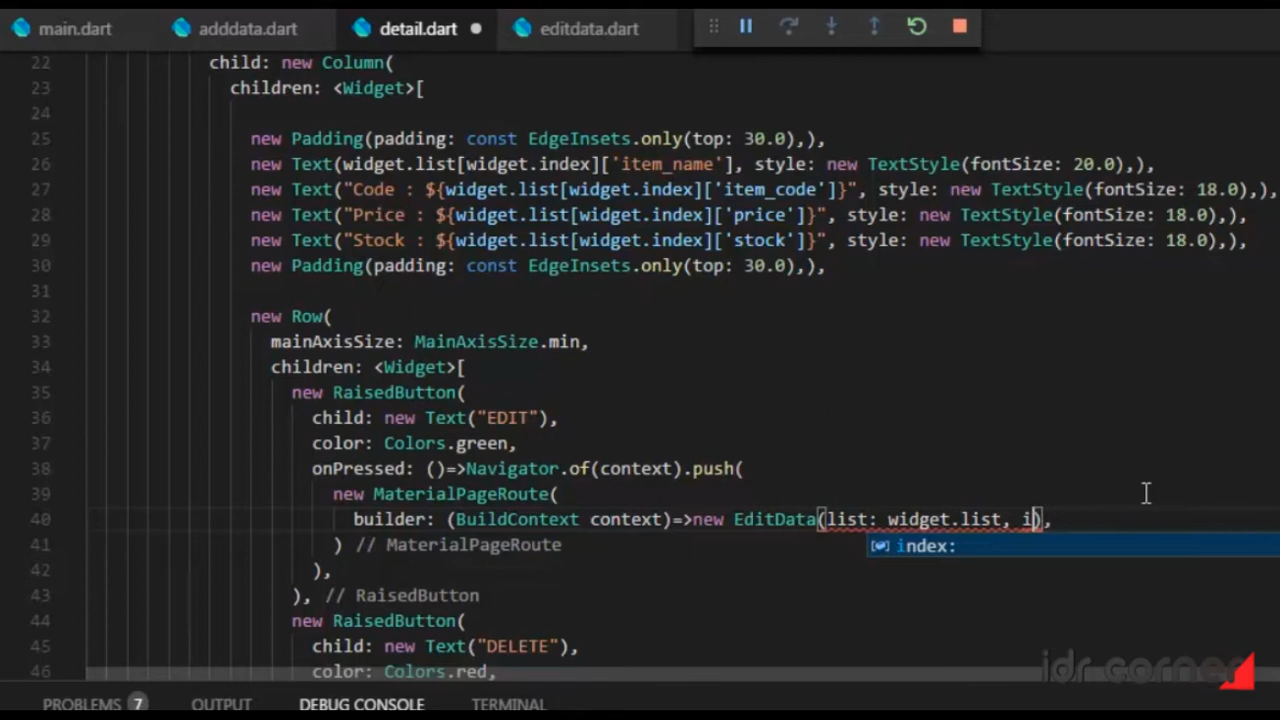 main.dart adddata.dart detail.dart editdata.dart
22 child: new Column(
23 children: <Widget>[
24
25 new Padding(padding: const EdgeInsets.only(top: 30.0),),
26 new Text(widget.list[widget.index]['item_name'], style: new TextStyle(fontSize: 20.0),),
27 new Text("Code : ${widget.list[widget.index]['item_code']}", style: new TextStyle(fontSize: 18.0),),
28 new Text("Price : ${widget.list[widget.index]['price']}", style: new TextStyle(fontSize: 18.0),),
29 new Text("Stock : ${widget.list[widget.index]['stock']}", style: new TextStyle(fontSize: 18.0),),
30 new Padding(padding: const EdgeInsets.only(top: 30.0),),
31
32 new Row(
33 mainAxisSize: MainAxisSize.min,
34 children: <Widget>[
35 new RaisedButton(
36 child: new Text("EDIT"),
37 color: Colors.green,
38 onPressed: ()=>Navigator.of(context).push(
39 new MaterialPageRoute(
40 builder: (BuildContext context)=>new EditData(list: widget.list, i),
index:
41 ) // MaterialPageRoute
42 ),
43 ), // RaisedButton
44 new RaisedButton(
45 child: new Text("DELETE"),
46 color: Colors.red,
idr corner
PROBLEMS 7 OUTPUT DEBUG CONSOLE TERMINAL